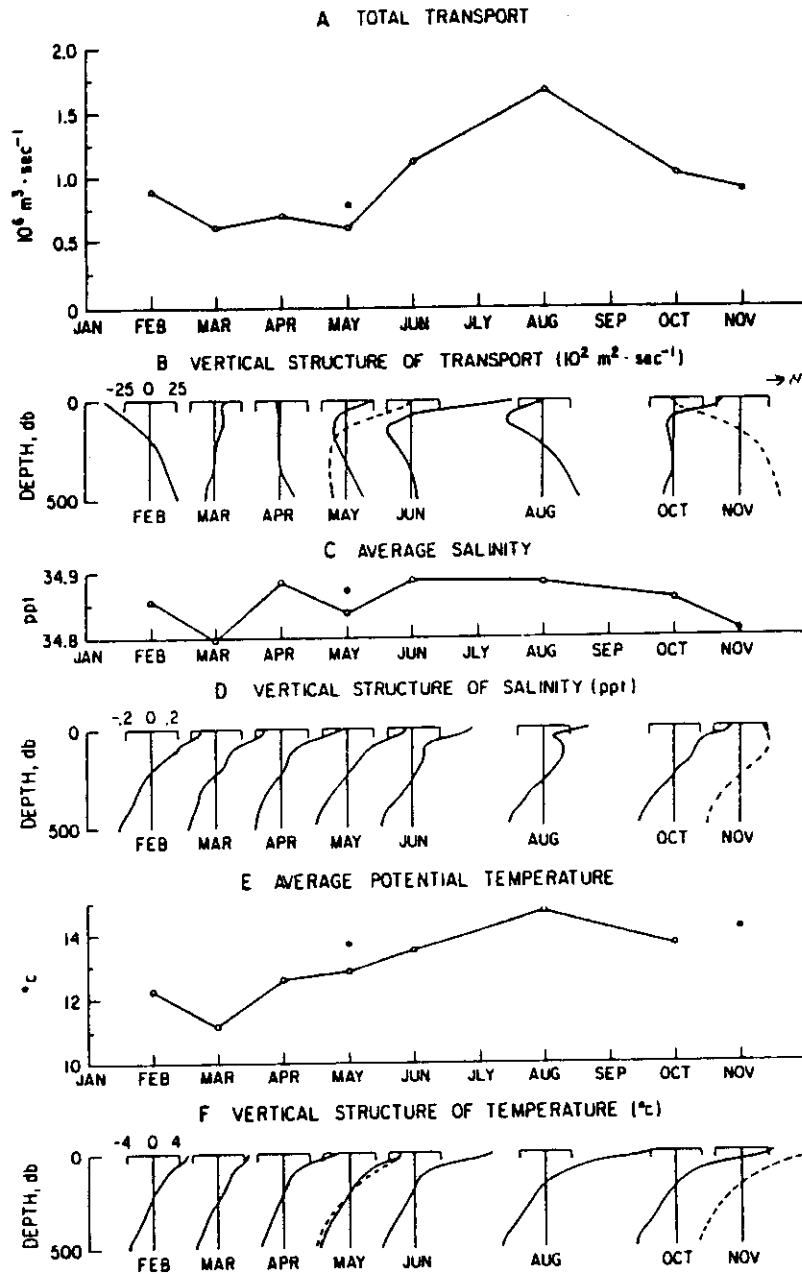 A TOTAL TRANSPORT
2.0
1.5
1.0
0.5
0
10⁶ m³ · sec⁻¹
JAN FEB MAR APR MAY JUN JLY AUG SEP OCT NOV
B VERTICAL STRUCTURE OF TRANSPORT (10² m² · sec⁻¹)
-25 0 25
→ N
0
500
DEPTH, db
FEB MAR APR MAY JUN AUG OCT NOV
C AVERAGE SALINITY
34.9
34.8
ppt
JAN FEB MAR APR MAY JUN JLY AUG SEP OCT NOV
D VERTICAL STRUCTURE OF SALINITY (ppt)
-.2 0 .2
0
500
DEPTH, db
FEB MAR APR MAY JUN AUG OCT NOV
E AVERAGE POTENTIAL TEMPERATURE
14
12
10
°C
JAN FEB MAR APR MAY JUN JLY AUG SEP OCT NOV
F VERTICAL STRUCTURE OF TEMPERATURE (°c)
-4 0 4
0
500
DEPTH, db
FEB MAR APR MAY JUN AUG OCT NOV